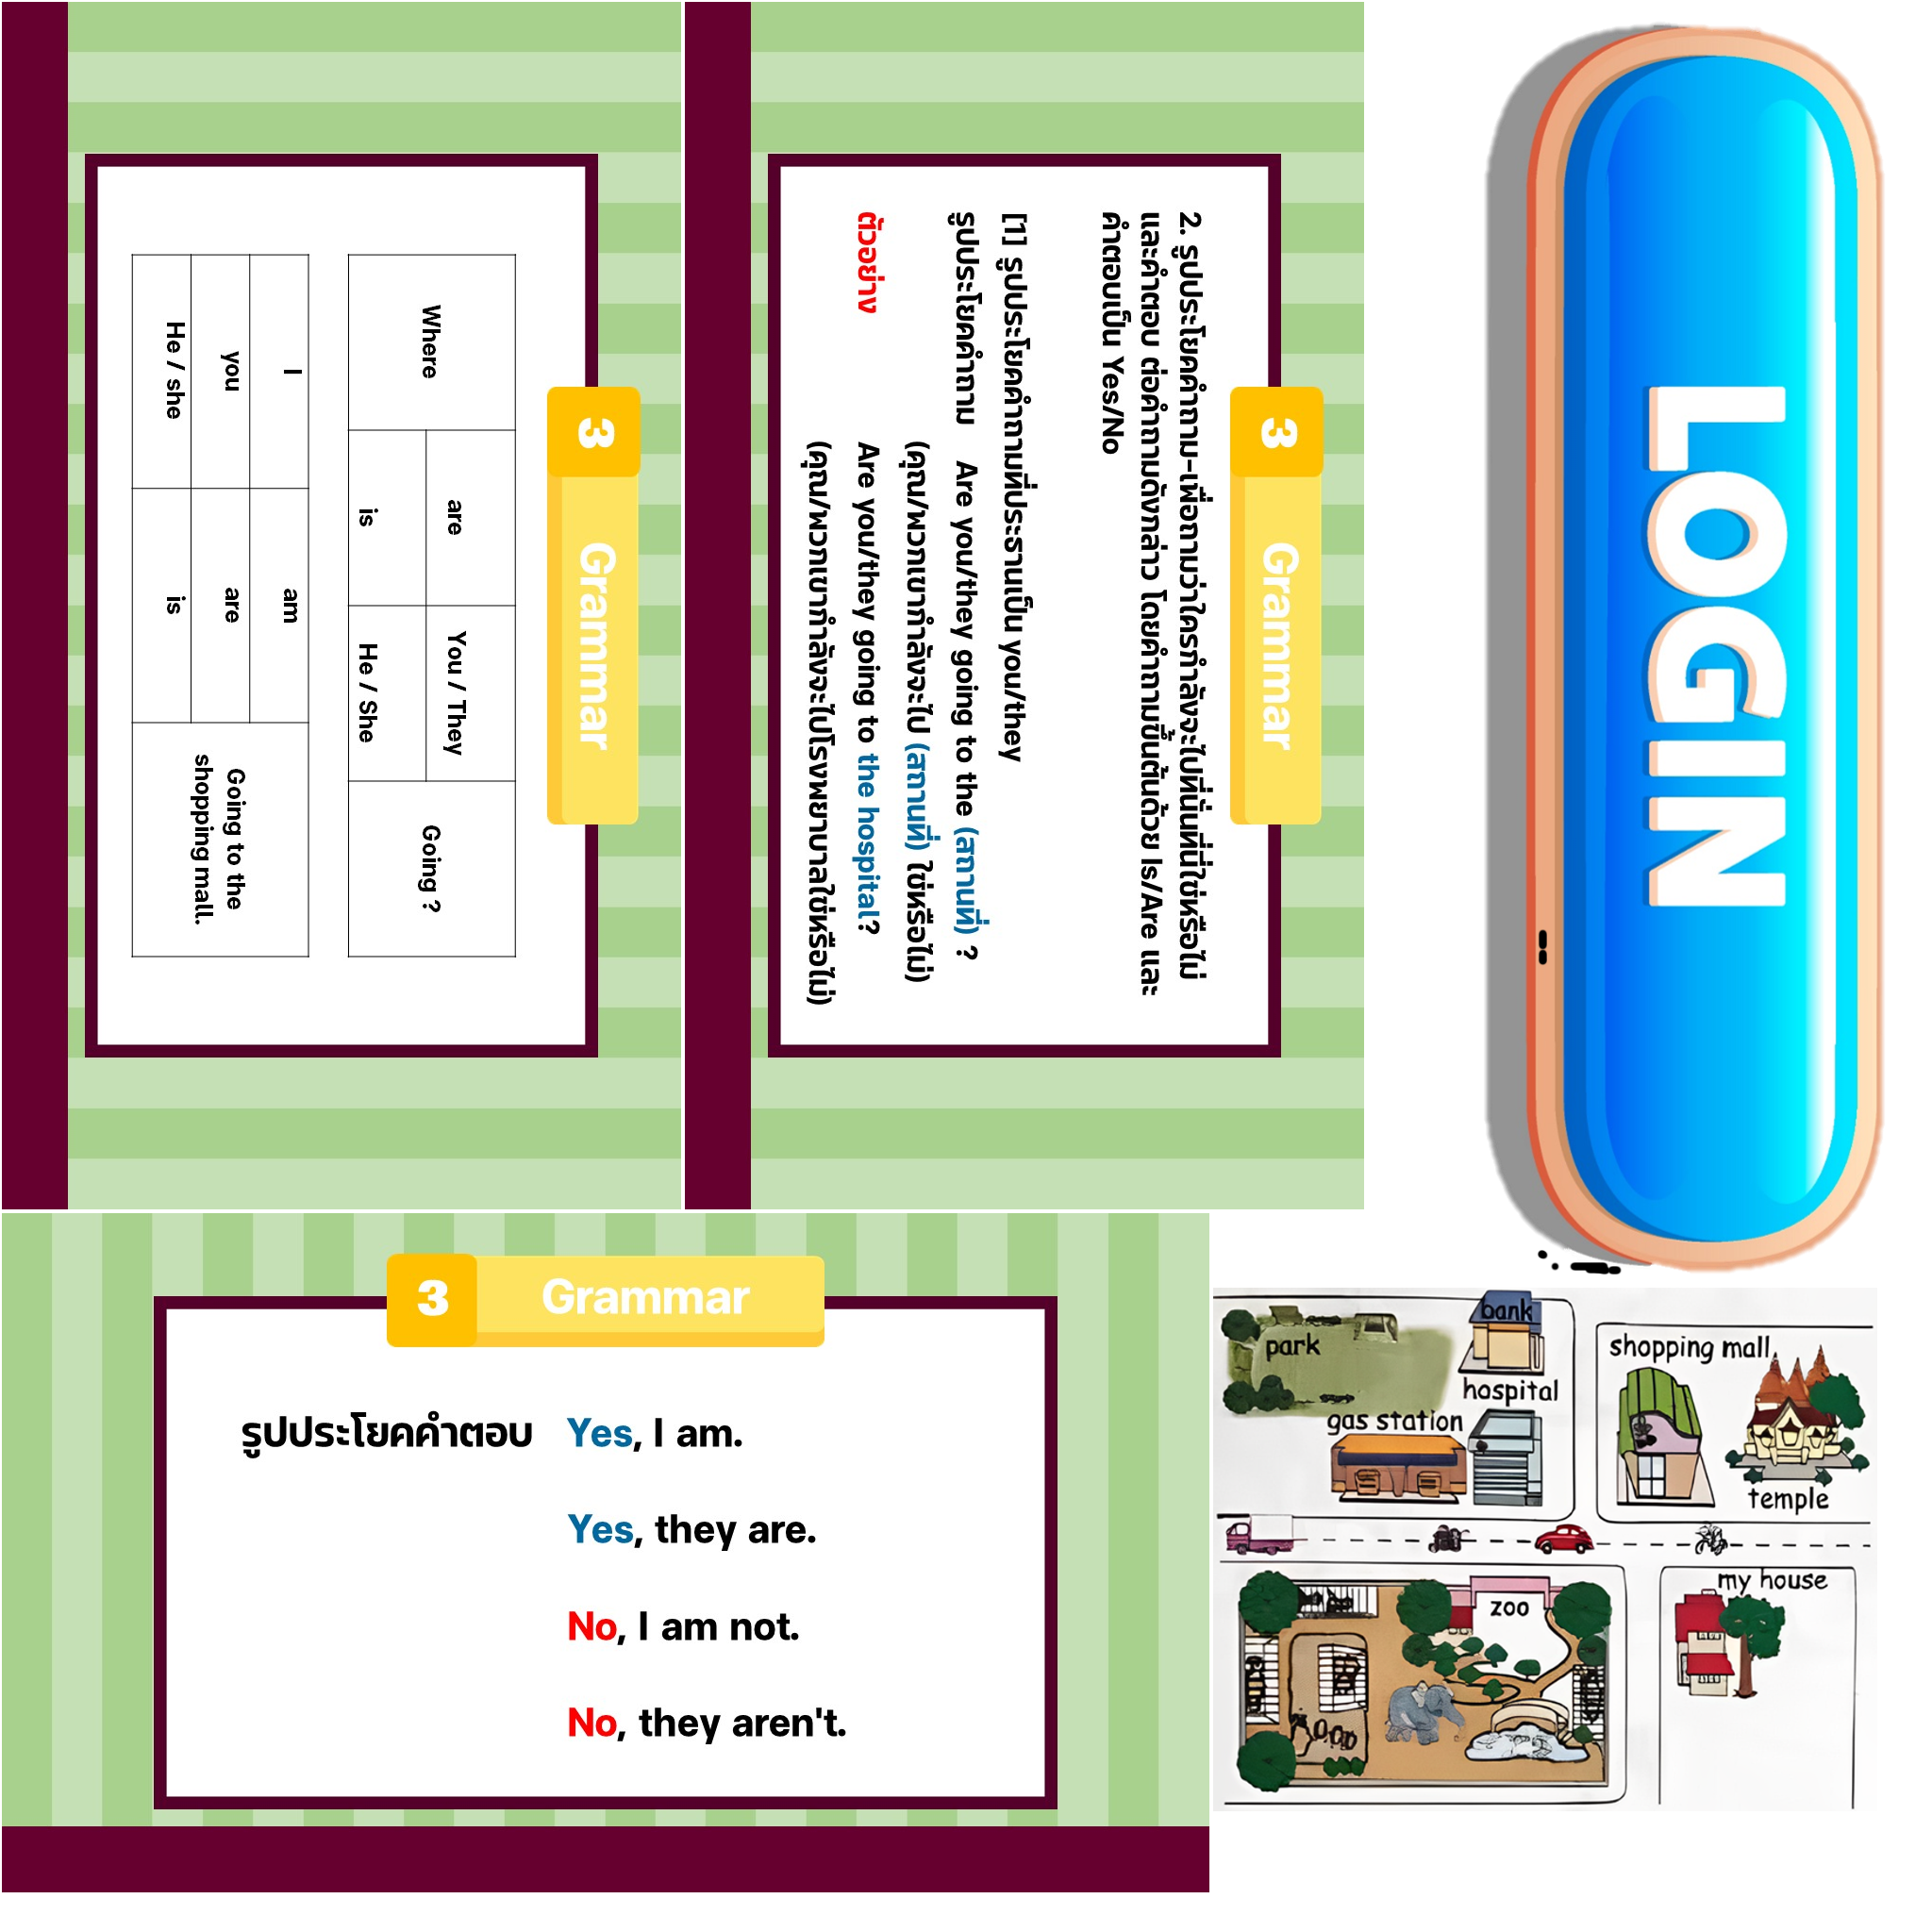 3 Grammar
Where are You / They Going ?
is He / She
I am Going to the
you are shopping mall.
He / she is
3 Grammar
2. รูปประโยคคำถาม-เพื่อถามว่าใครกำลังจะไปที่นั่นที่นี่ใช่หรือไม่
และคำตอบ ต่อคำถามดังกล่าว โดยคำถามขึ้นต้นด้วย Is/Are และ
คำตอบเป็น Yes/No
[1] รูปประโยคคำถามที่ประธานเป็น you/they
รูปประโยคคำถาม Are you/they going to the (สถานที่) ?
(คุณ/พวกเขากำลังจะไป (สถานที่) ใช่หรือไม่)
ตัวอย่าง Are you/they going to the hospital?
(คุณ/พวกเขากำลังจะไปโรงพยาบาลใช่หรือไม่)
LOGIN
3 Grammar
รูปประโยคคำตอบ Yes, I am.
Yes, they are.
No, I am not.
No, they aren't.
bank
park
shopping mall
hospital
gas station
temple
my house
zoo